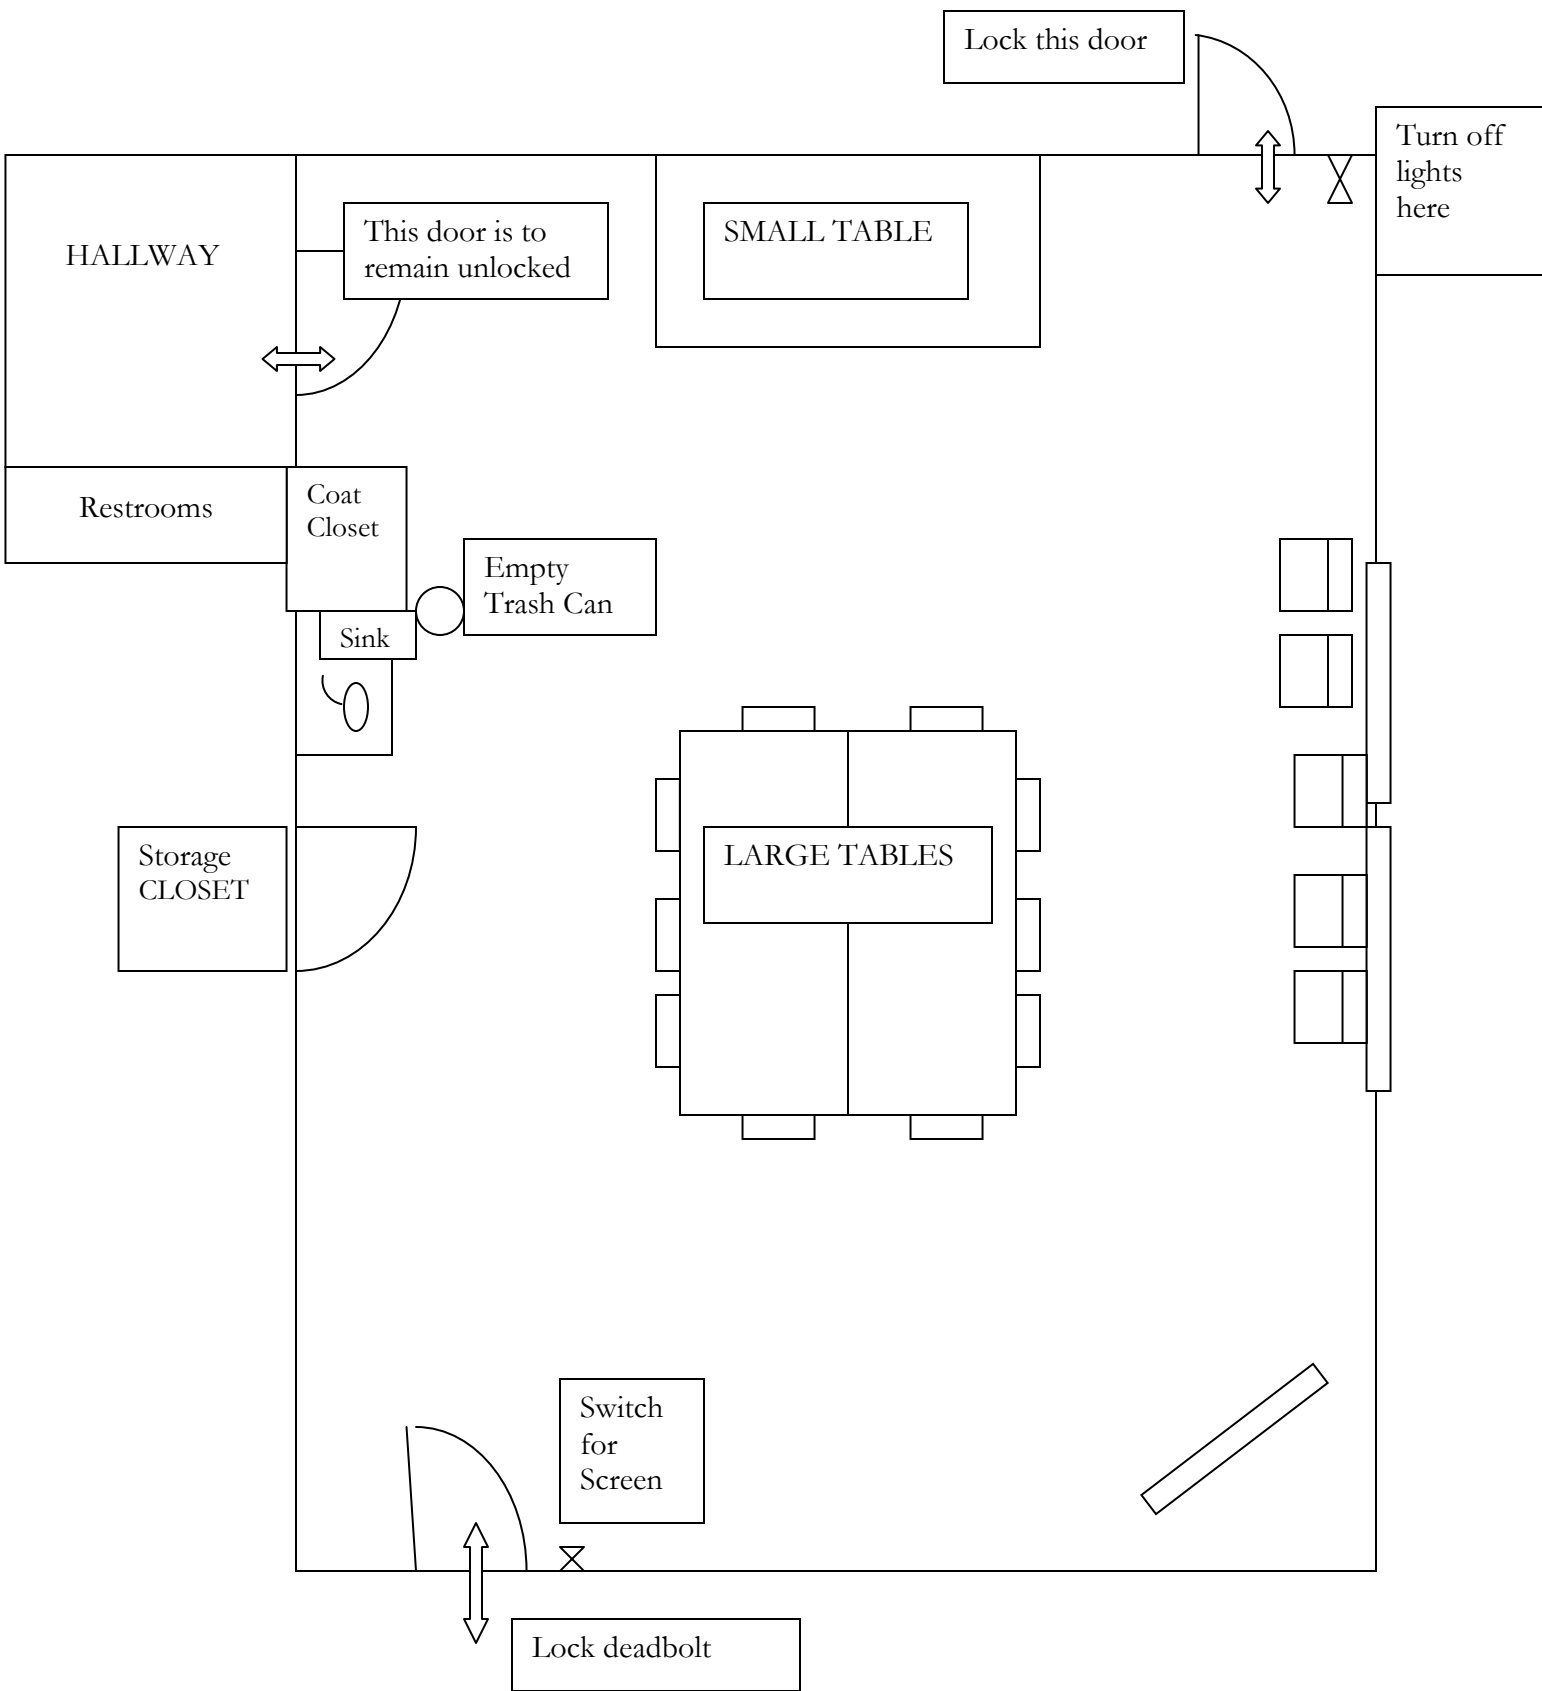 Lock this door
Turn off
lights
here
HALLWAY
This door is to
remain unlocked
SMALL TABLE
Restrooms
Coat
Closet
Empty
Trash Can
Sink
Storage
CLOSET
LARGE TABLES
Switch
for
Screen
Lock deadbolt